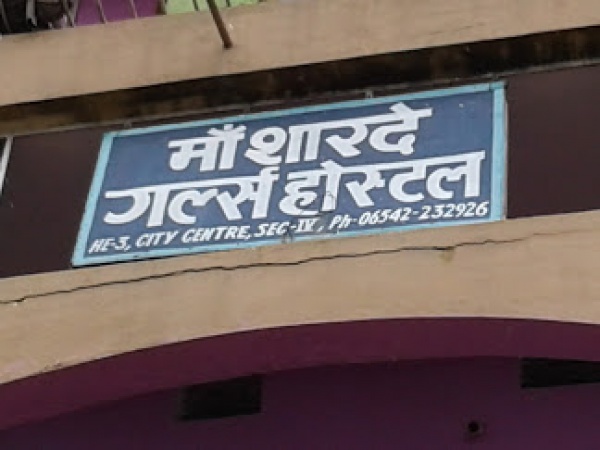 माँ शारदे
गर्ल्स हॉस्टल
HE-3, CITY CENTRE, SEC-IV, Ph-06542-232926